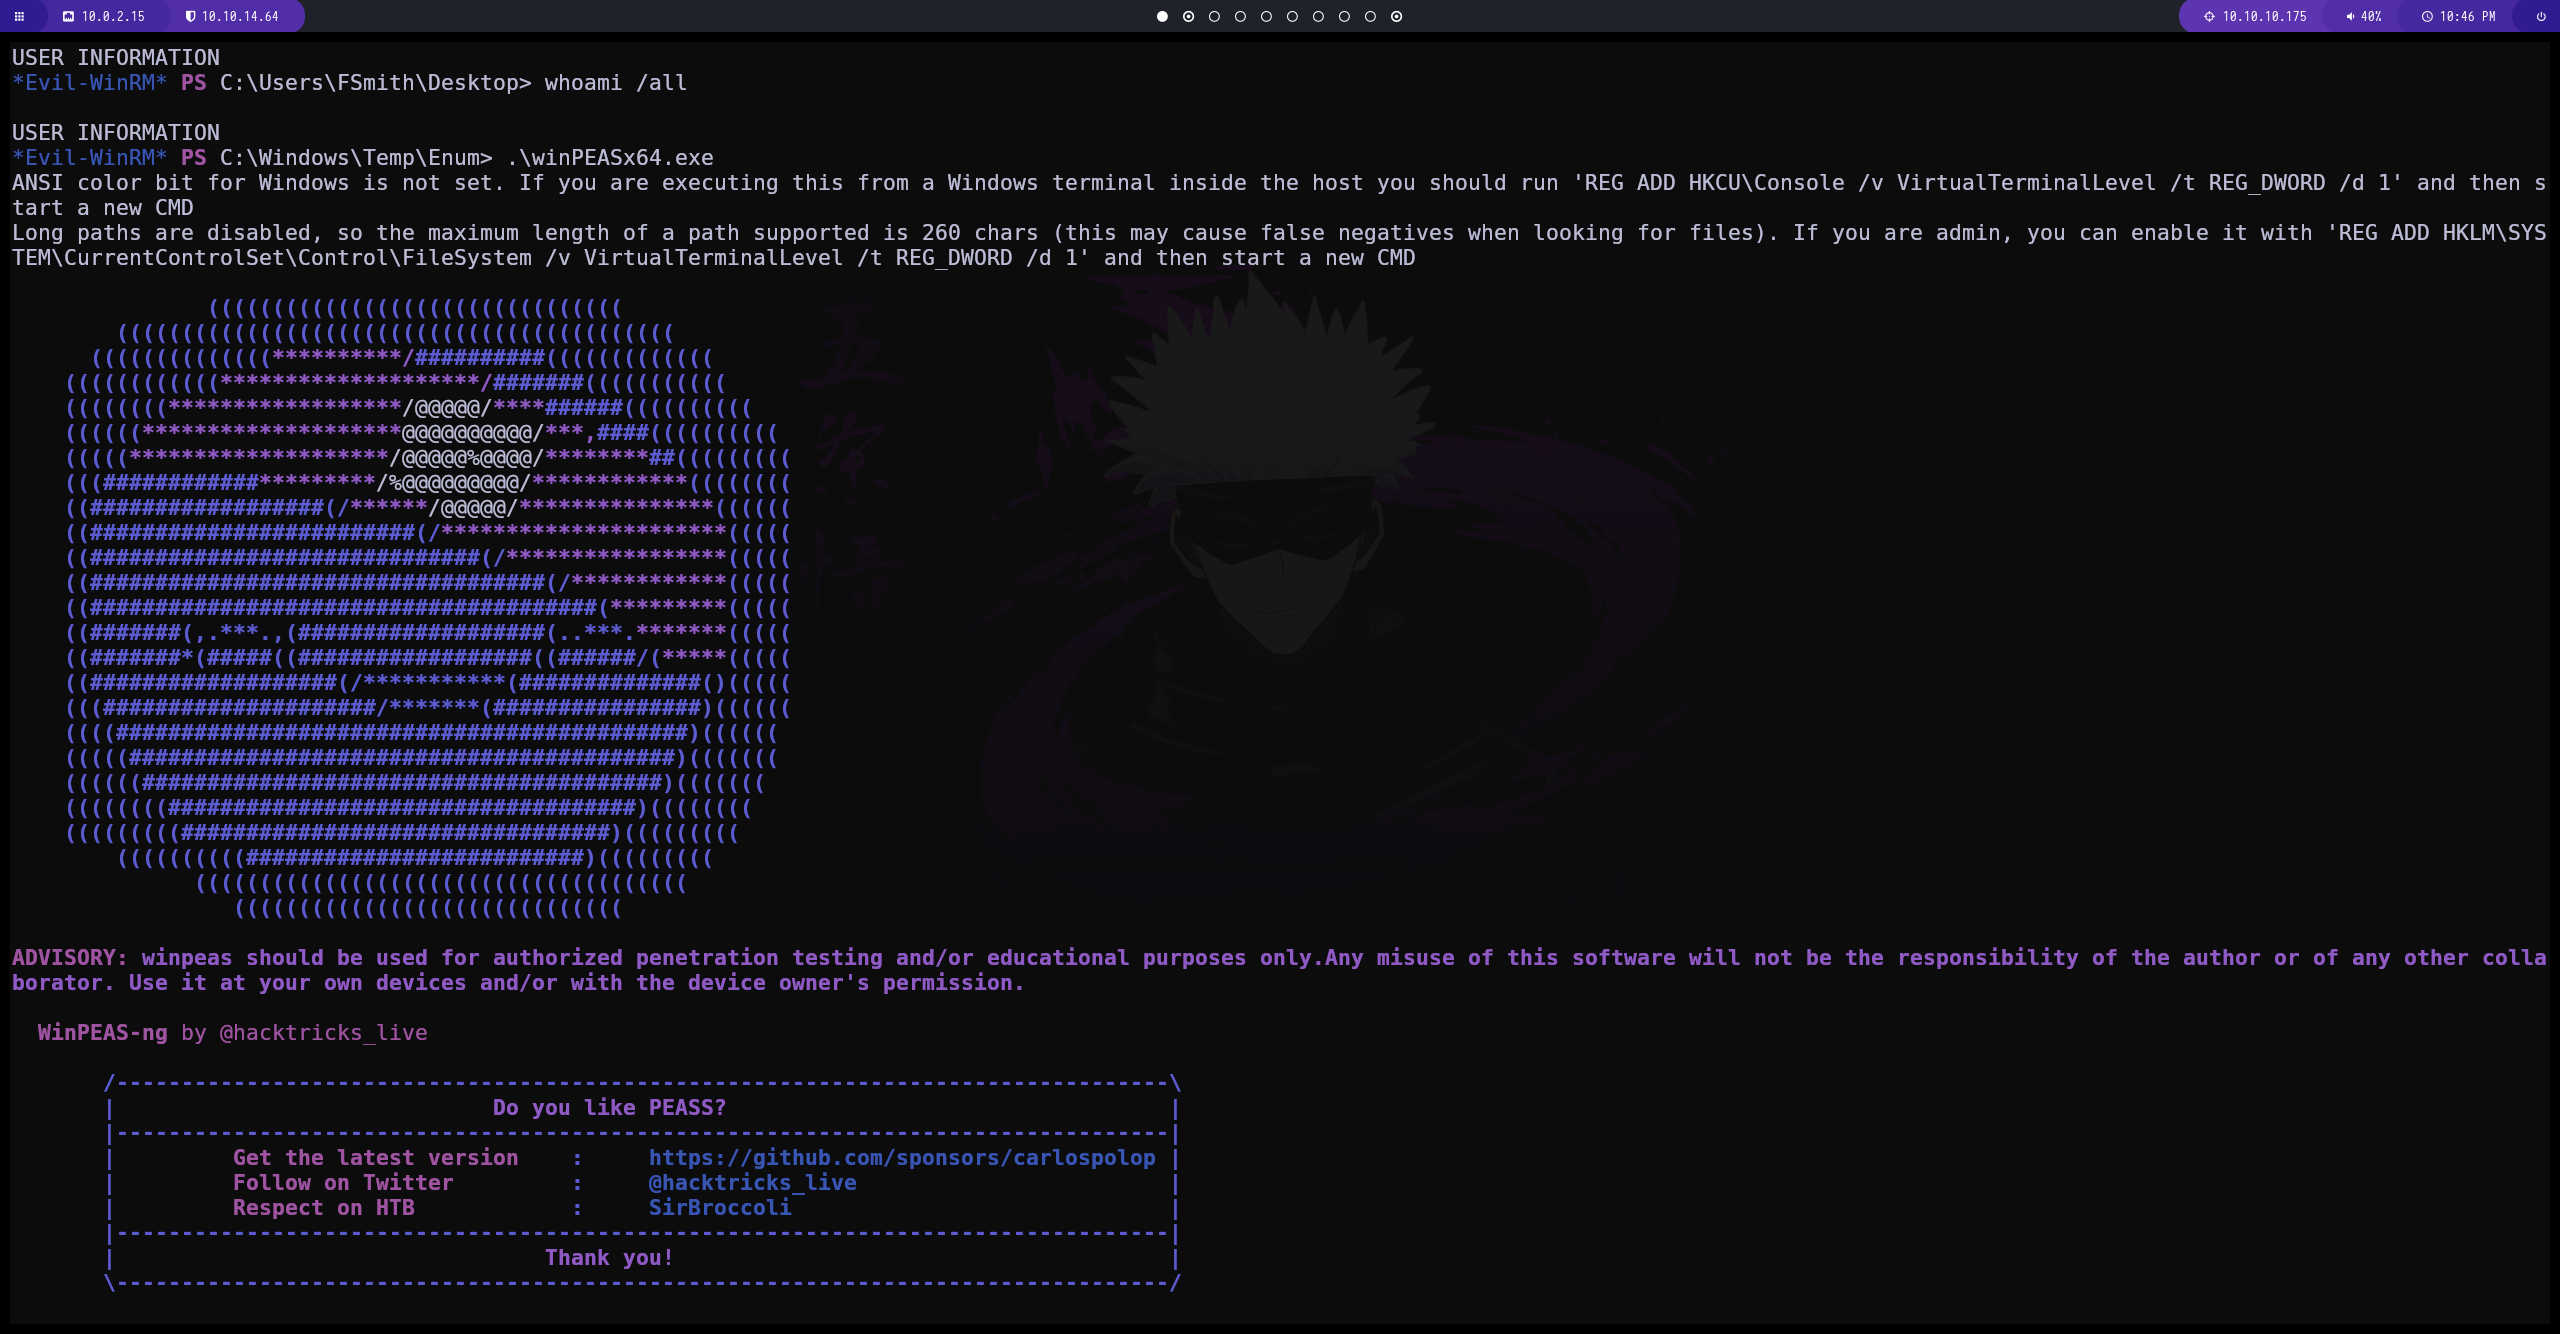 10.0.2.15 10.10.14.64 10.10.10.175 40% 10:46 PM
USER INFORMATION
*Evil-WinRM* PS C:\Users\FSmith\Desktop> whoami /all
USER INFORMATION
*Evil-WinRM* PS C:\Windows\Temp\Enum> .\winPEASx64.exe
ANSI color bit for Windows is not set. If you are executing this from a Windows terminal inside the host you should run 'REG ADD HKCU\Console /v VirtualTerminalLevel /t REG_DWORD /d 1' and then s
tart a new CMD
Long paths are disabled, so the maximum length of a path supported is 260 chars (this may cause false negatives when looking for files). If you are admin, you can enable it with 'REG ADD HKLM\SYS
TEM\CurrentControlSet\Control\FileSystem /v VirtualTerminalLevel /t REG_DWORD /d 1' and then start a new CMD
五条悟
ADVISORY: winpeas should be used for authorized penetration testing and/or educational purposes only.Any misuse of this software will not be the responsibility of the author or of any other colla
borator. Use it at your own devices and/or with the device owner's permission.
WinPEAS-ng by @hacktricks_live
Do you like PEASS?
Get the latest version : https://github.com/sponsors/carlospolop
Follow on Twitter : @hacktricks_live
Respect on HTB : SirBroccoli
Thank you!